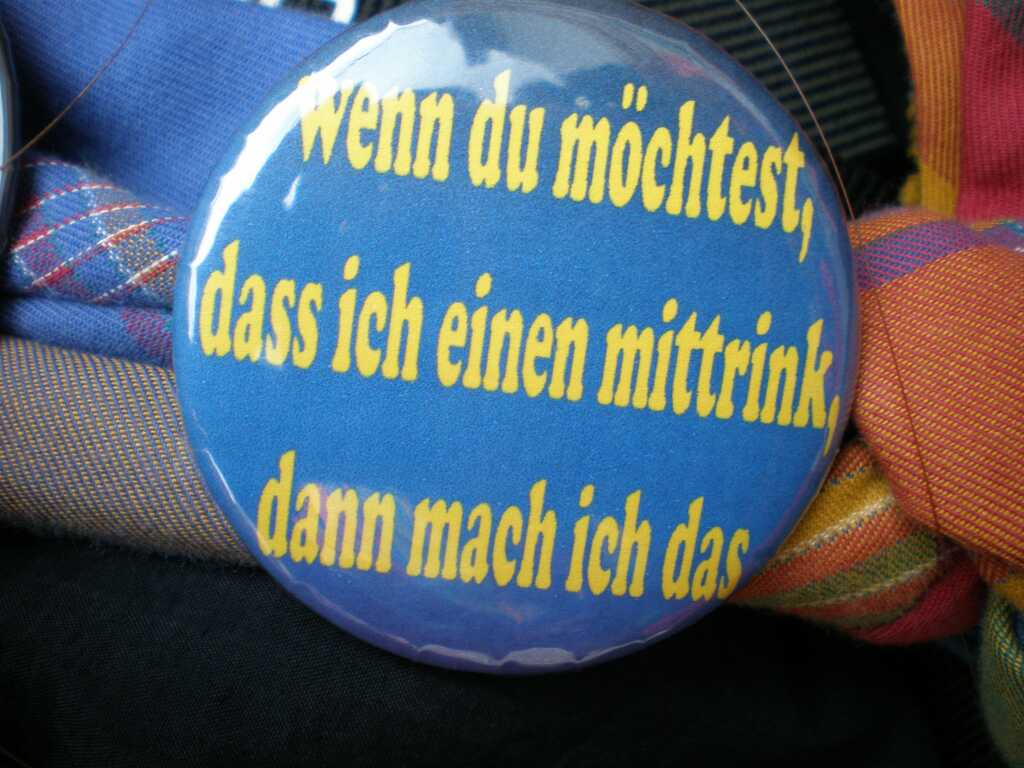 wenn du möchtest,
dass ich einen mittrink,
dann mach ich das